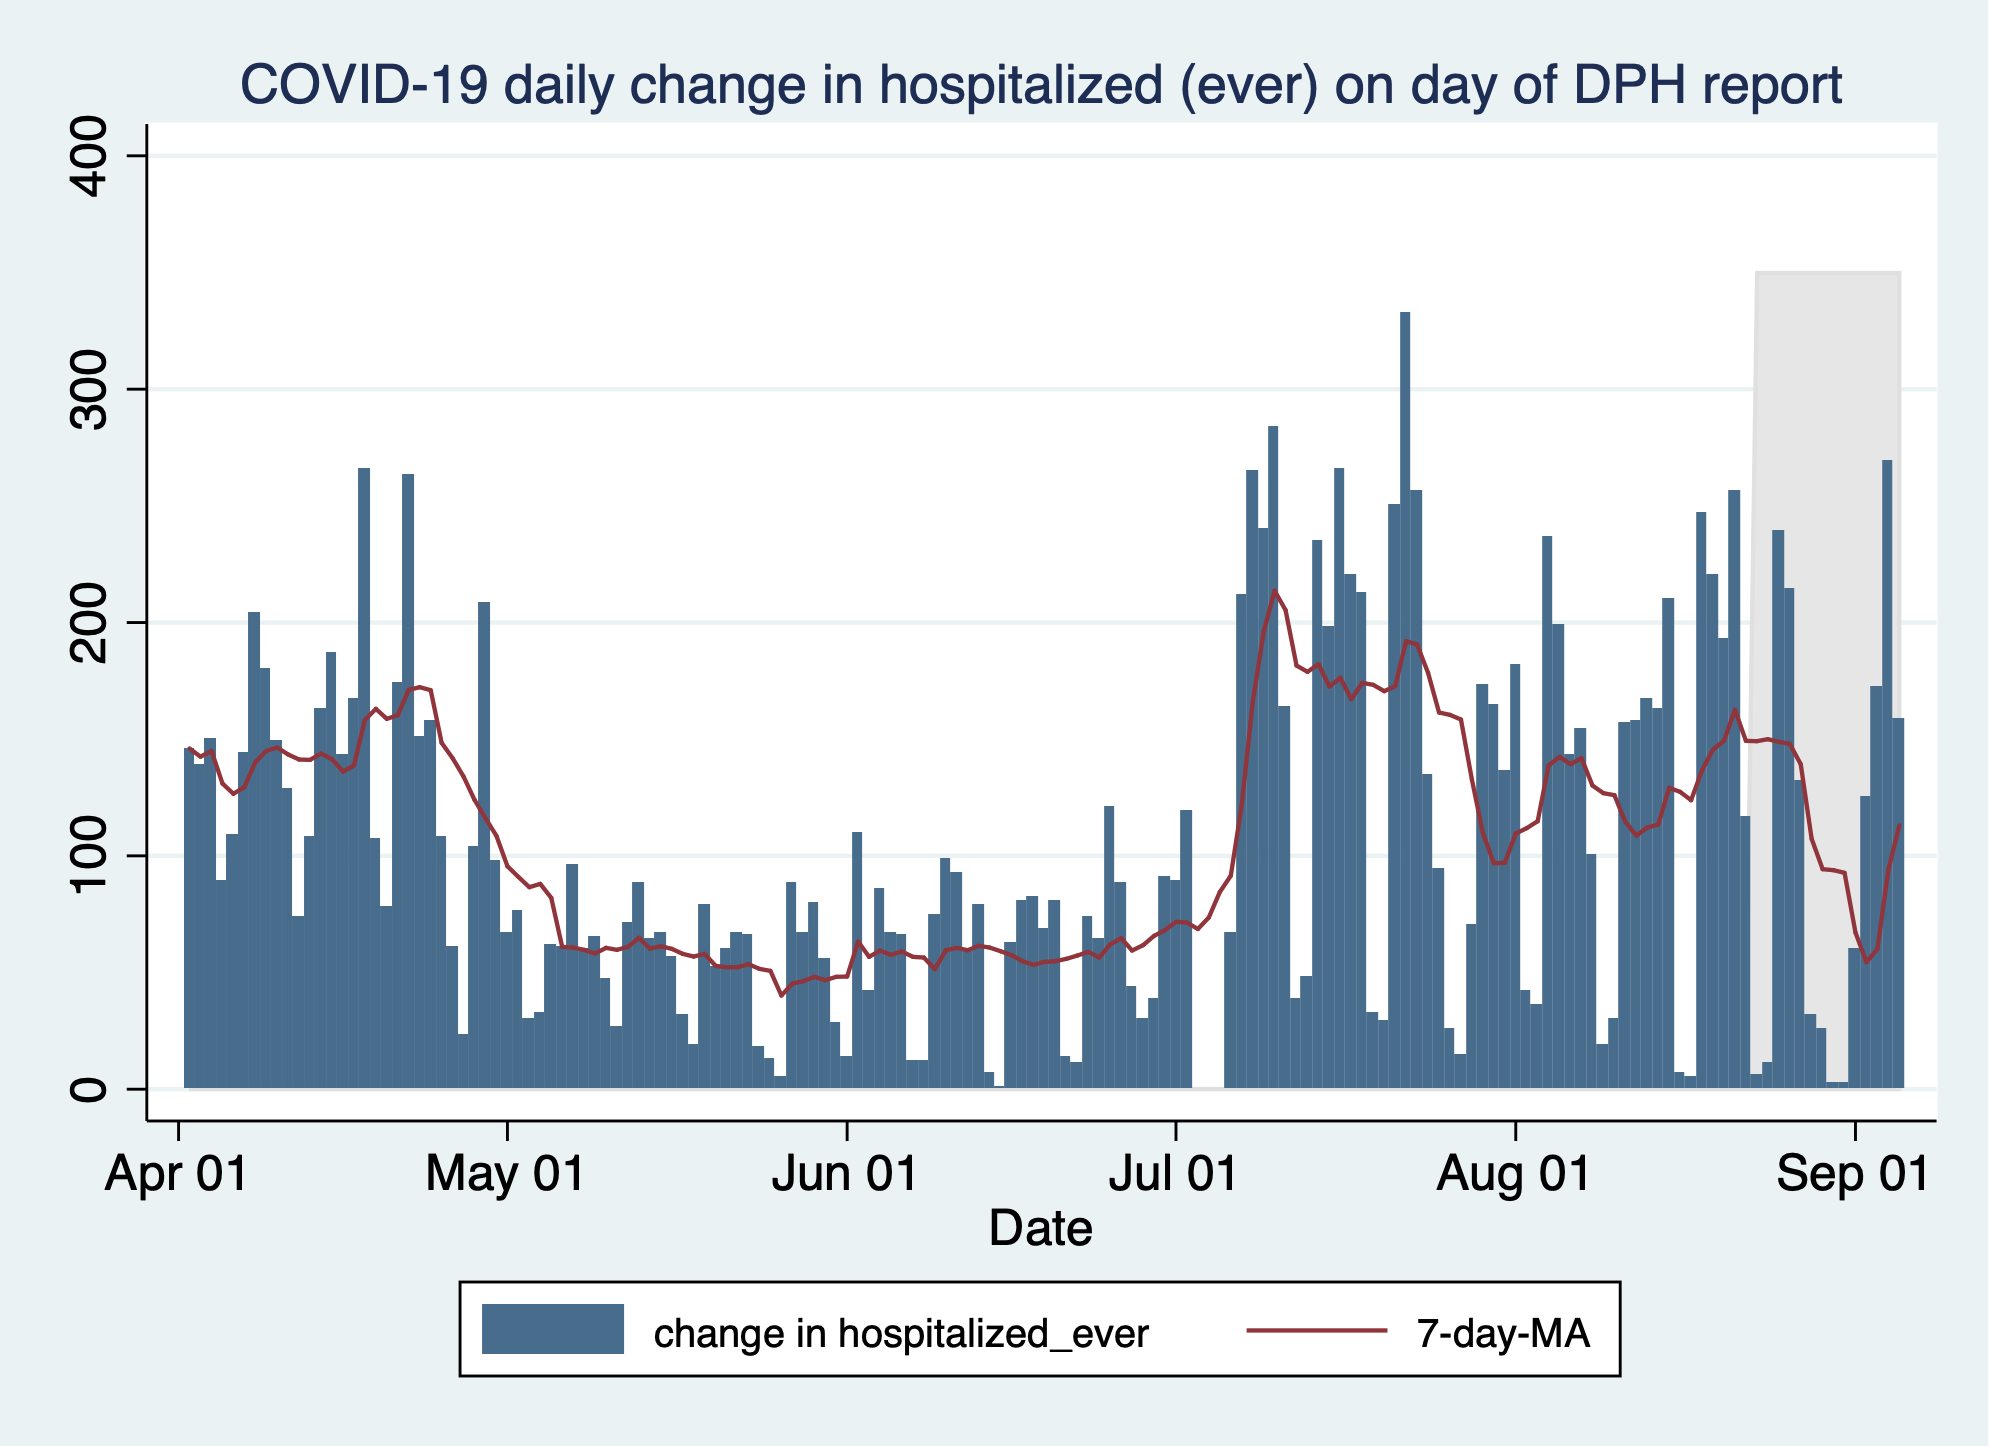 COVID-19 daily change in hospitalized (ever) on day of DPH report
400
300
200
100
0
Apr 01 May 01 Jun 01 Jul 01 Aug 01 Sep 01
Date
change in hospitalized_ever 7-day-MA